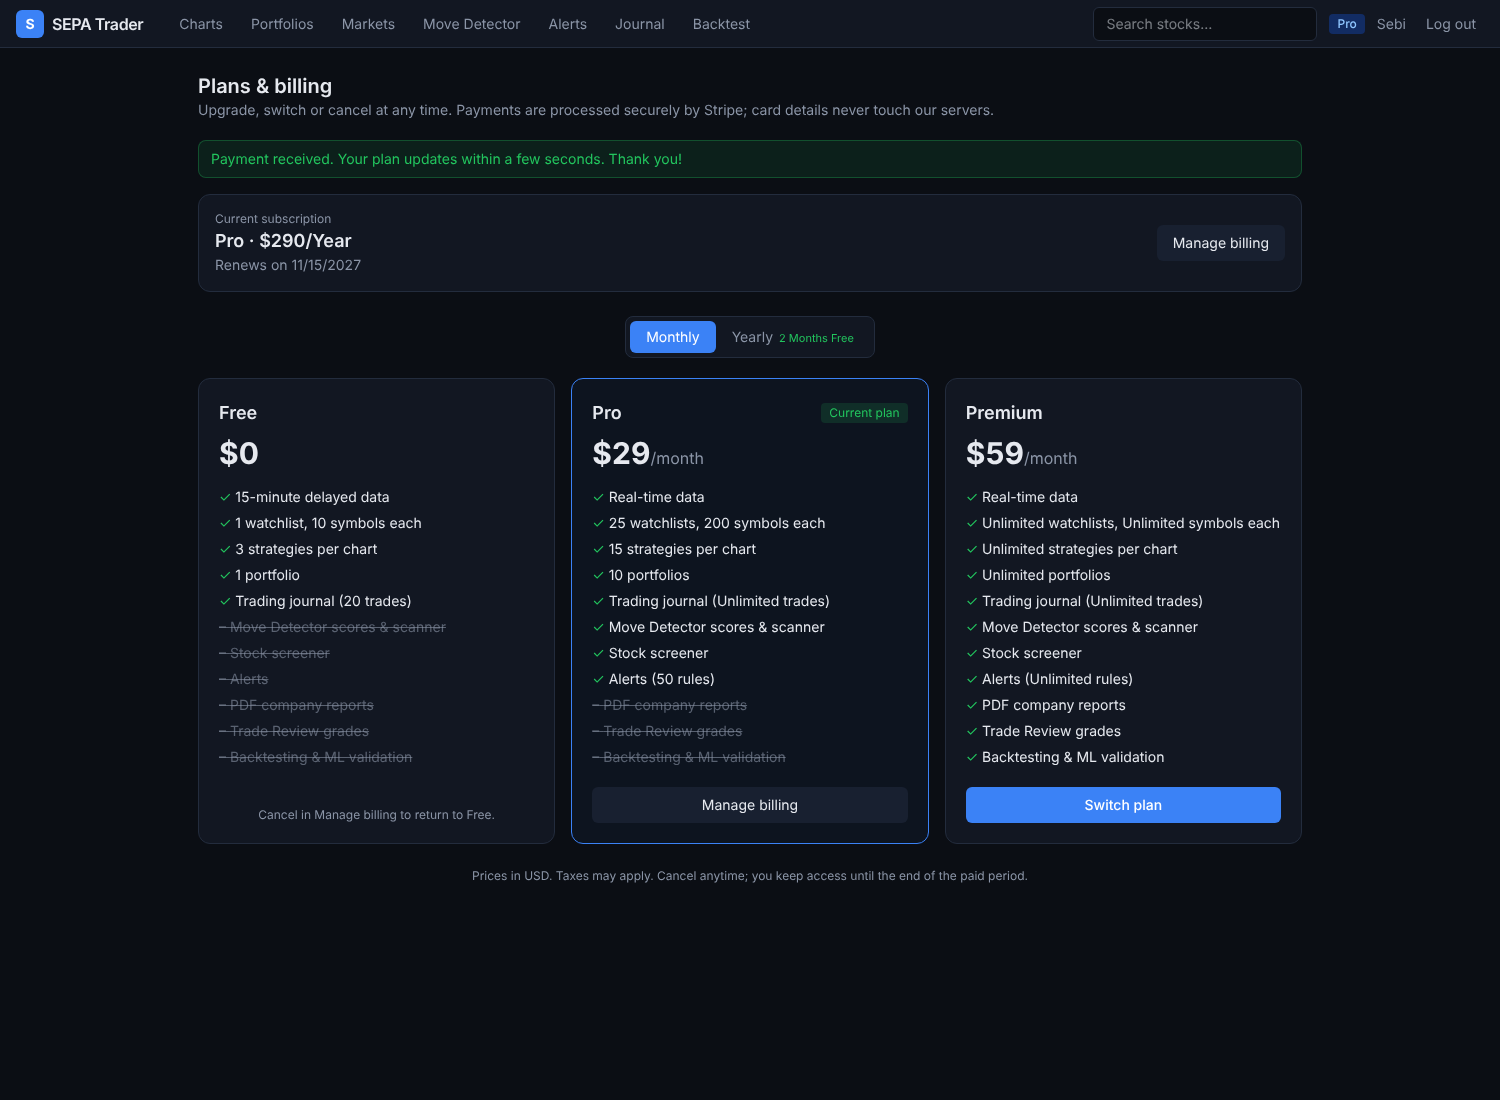 S SEPA Trader Charts Portfolios Markets Move Detector Alerts Journal Backtest Search stocks... Pro Sebi Log out
Plans & billing
Upgrade, switch or cancel at any time. Payments are processed securely by Stripe; card details never touch our servers.
Payment received. Your plan updates within a few seconds. Thank you!
Current subscription
Pro · $290/Year
Renews on 11/15/2027
Manage billing
Monthly Yearly 2 Months Free
Free
$0
✓ 15-minute delayed data
✓ 1 watchlist, 10 symbols each
✓ 3 strategies per chart
✓ 1 portfolio
✓ Trading journal (20 trades)
– Move Detector scores & scanner
– Stock screener
– Alerts
– PDF company reports
– Trade Review grades
– Backtesting & ML validation
Cancel in Manage billing to return to Free.
Pro Current plan
$29/month
✓ Real-time data
✓ 25 watchlists, 200 symbols each
✓ 15 strategies per chart
✓ 10 portfolios
✓ Trading journal (Unlimited trades)
✓ Move Detector scores & scanner
✓ Stock screener
✓ Alerts (50 rules)
– PDF company reports
– Trade Review grades
– Backtesting & ML validation
Manage billing
Premium
$59/month
✓ Real-time data
✓ Unlimited watchlists, Unlimited symbols each
✓ Unlimited strategies per chart
✓ Unlimited portfolios
✓ Trading journal (Unlimited trades)
✓ Move Detector scores & scanner
✓ Stock screener
✓ Alerts (Unlimited rules)
✓ PDF company reports
✓ Trade Review grades
✓ Backtesting & ML validation
Switch plan
Prices in USD. Taxes may apply. Cancel anytime; you keep access until the end of the paid period.